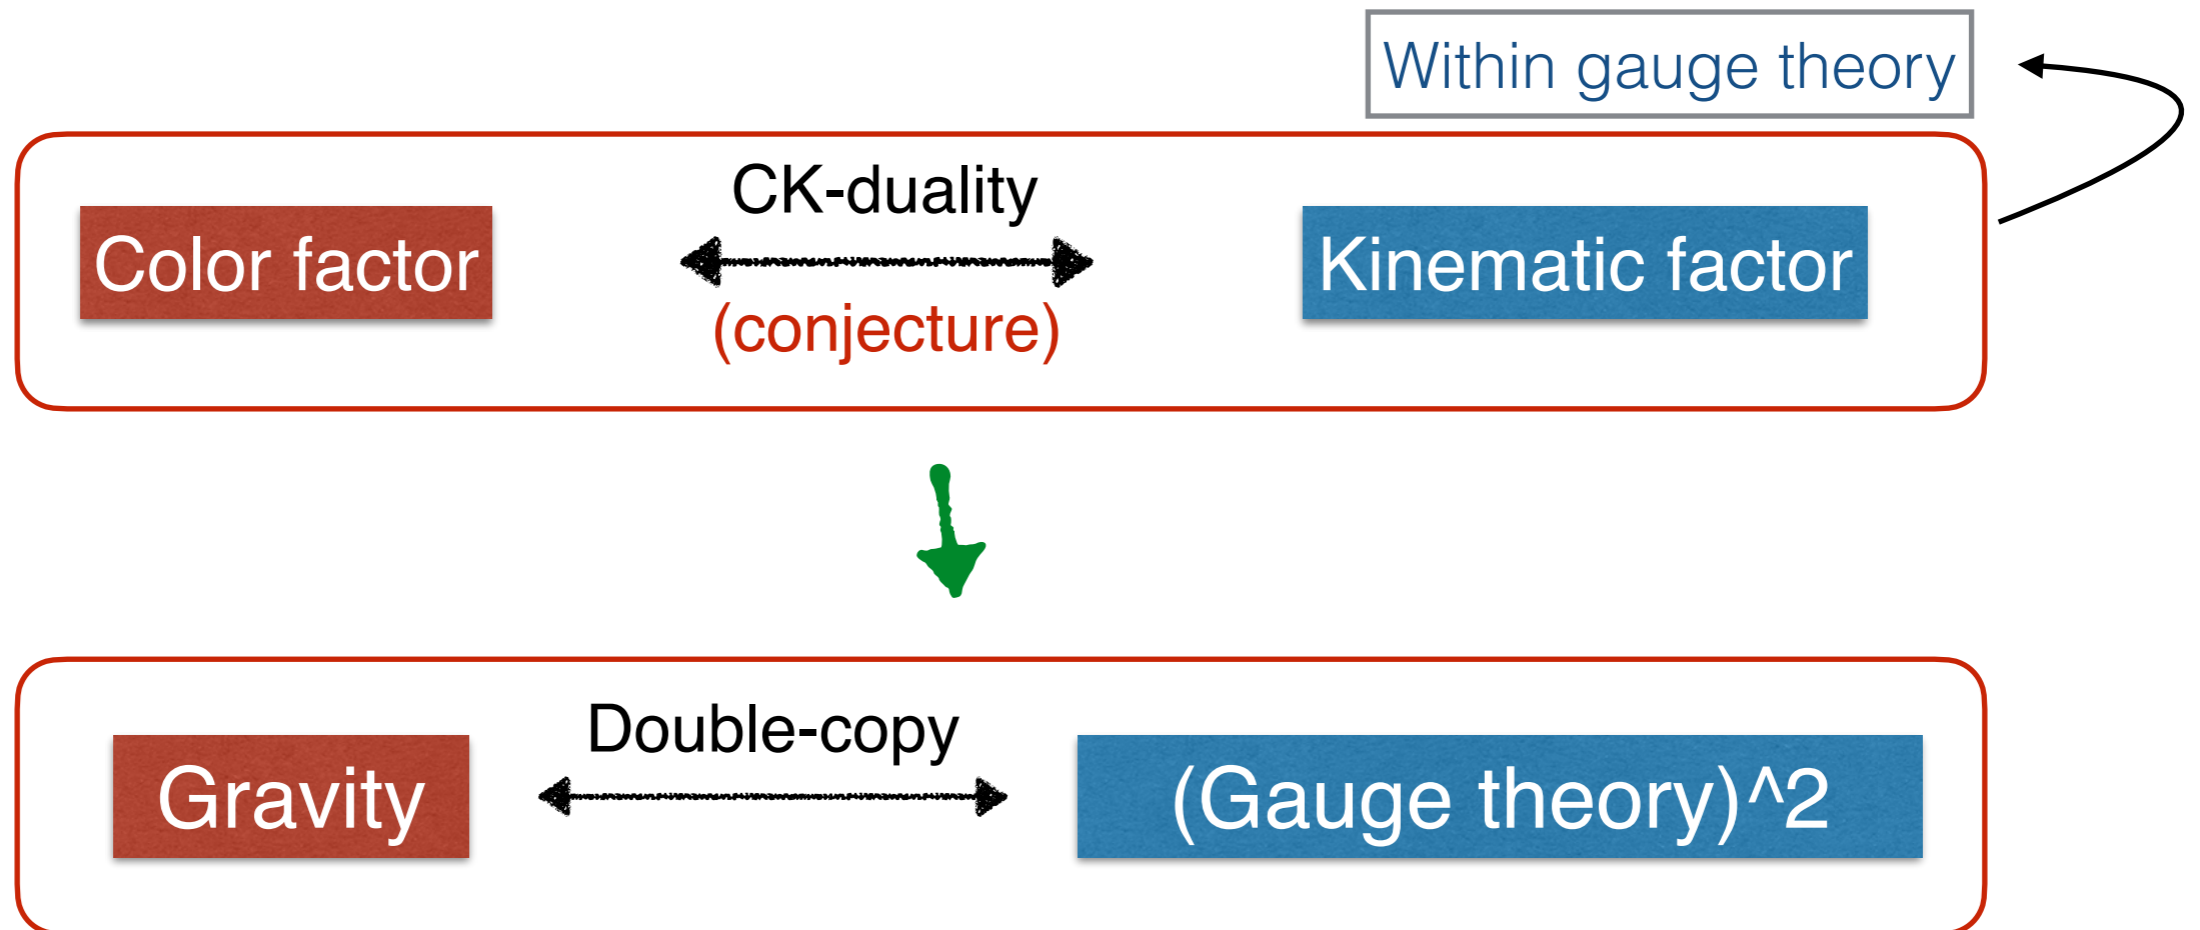 Within gauge theory
CK-duality
Color factor
Kinematic factor
(conjecture)
Double-copy
Gravity
(Gauge theory)^2